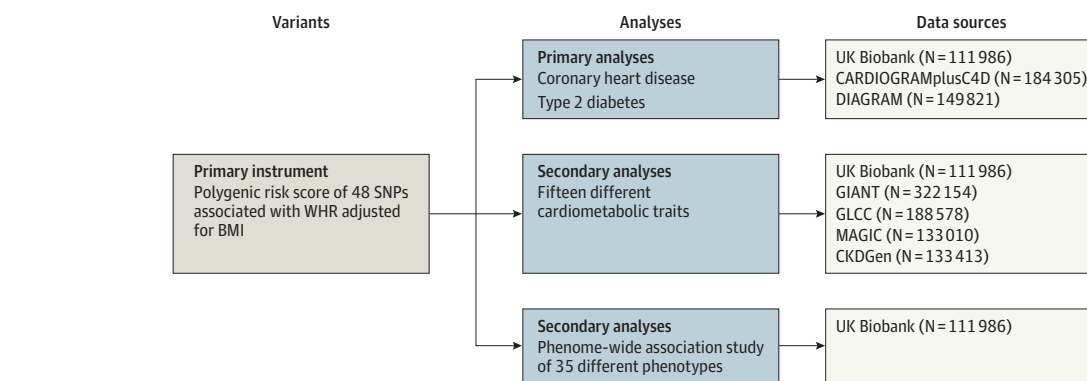 Variants
Analyses
Data sources
Primary analyses
Coronary heart disease
Type 2 diabetes
UK Biobank (N = 111 986)
CARDIOGRAMplusC4D (N = 184 305)
DIAGRAM (N = 149 821)
Primary instrument
Polygenic risk score of 48 SNPs
associated with WHR adjusted
for BMI
Secondary analyses
Fifteen different
cardiometabolic traits
UK Biobank (N = 111 986)
GIANT (N = 322 154)
GLCC (N = 188 578)
MAGIC (N = 133 010)
CKDGen (N = 133 413)
Secondary analyses
Phenome-wide association study
of 35 different phenotypes
UK Biobank (N = 111 986)